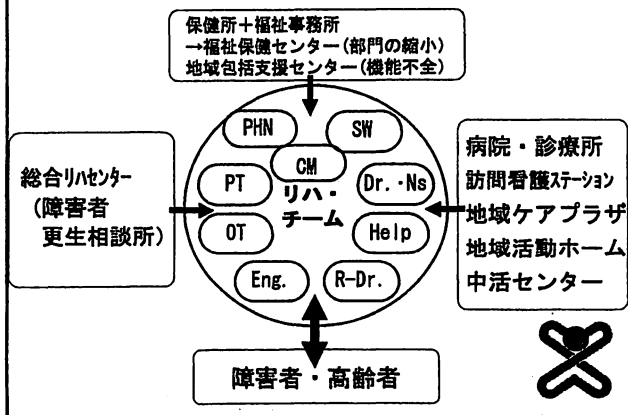 保健所＋福祉事務所
→福祉保健センター(部門の縮小)
地域包括支援センター(機能不全)
PHN
SW
CM
PT
Dr.・Ns
リハ・
チーム
OT
Help
Eng.
R-Dr.
総合リハセンター
(障害者
更生相談所)
病院・診療所
訪問看護ステーション
地域ケアプラザ
地域活動ホーム
中活センター
障害者・高齢者